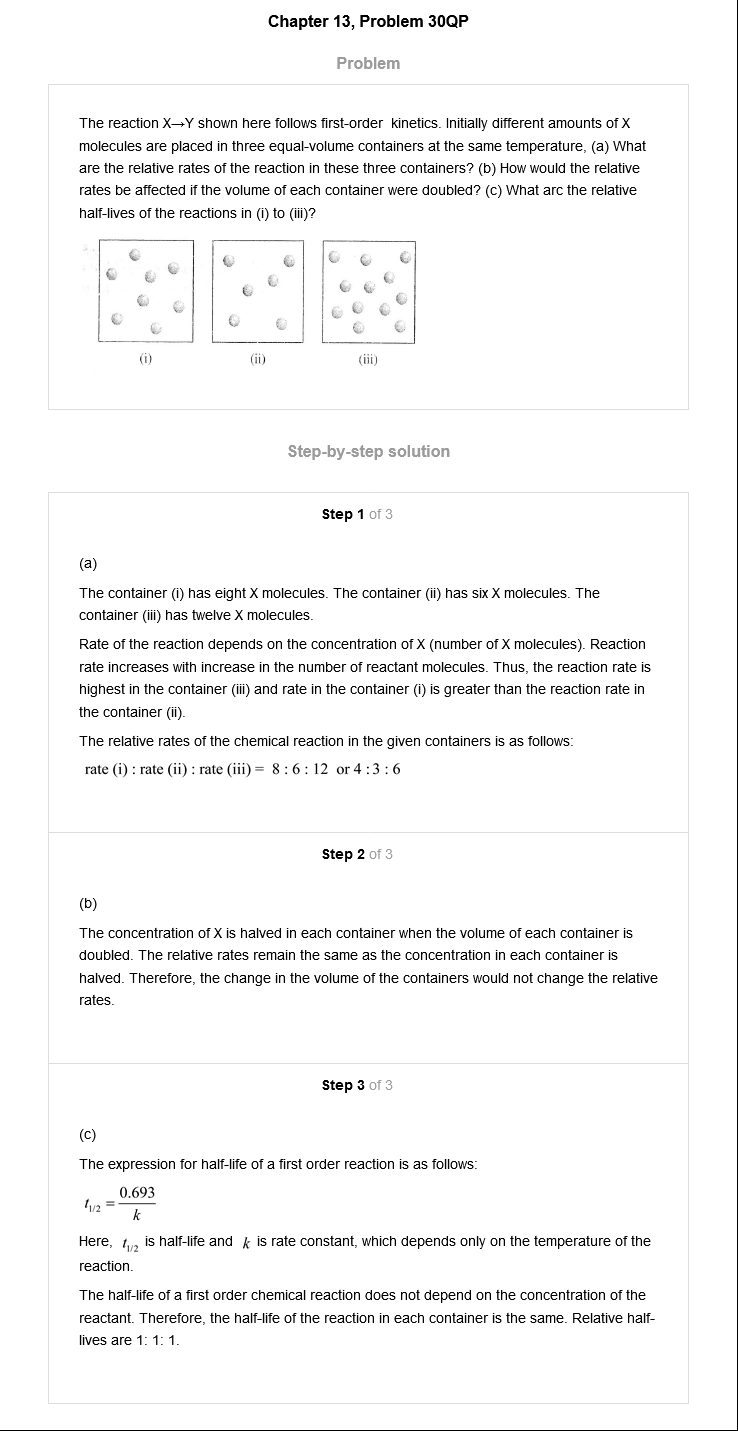 Chapter 13, Problem 30QP
Problem
The reaction X→Y shown here follows first-order kinetics. Initially different amounts of X
molecules are placed in three equal-volume containers at the same temperature, (a) What
are the relative rates of the reaction in these three containers? (b) How would the relative
rates be affected if the volume of each container were doubled? (c) What arc the relative
half-lives of the reactions in (i) to (iii)?
(i) (ii) (iii)
Step-by-step solution
Step 1 of 3
(a)
The container (i) has eight X molecules. The container (ii) has six X molecules. The
container (iii) has twelve X molecules.
Rate of the reaction depends on the concentration of X (number of X molecules). Reaction
rate increases with increase in the number of reactant molecules. Thus, the reaction rate is
highest in the container (iii) and rate in the container (i) is greater than the reaction rate in
the container (ii).
The relative rates of the chemical reaction in the given containers is as follows:
rate (i) : rate (ii) : rate (iii) = 8 : 6 : 12 or 4 : 3 : 6
Step 2 of 3
(b)
The concentration of X is halved in each container when the volume of each container is
doubled. The relative rates remain the same as the concentration in each container is
halved. Therefore, the change in the volume of the containers would not change the relative
rates.
Step 3 of 3
(c)
The expression for half-life of a first order reaction is as follows:
t1/2 = 0.693/k
Here, t1/2 is half-life and k is rate constant, which depends only on the temperature of the
reaction.
The half-life of a first order chemical reaction does not depend on the concentration of the
reactant. Therefore, the half-life of the reaction in each container is the same. Relative half-
lives are 1: 1: 1.